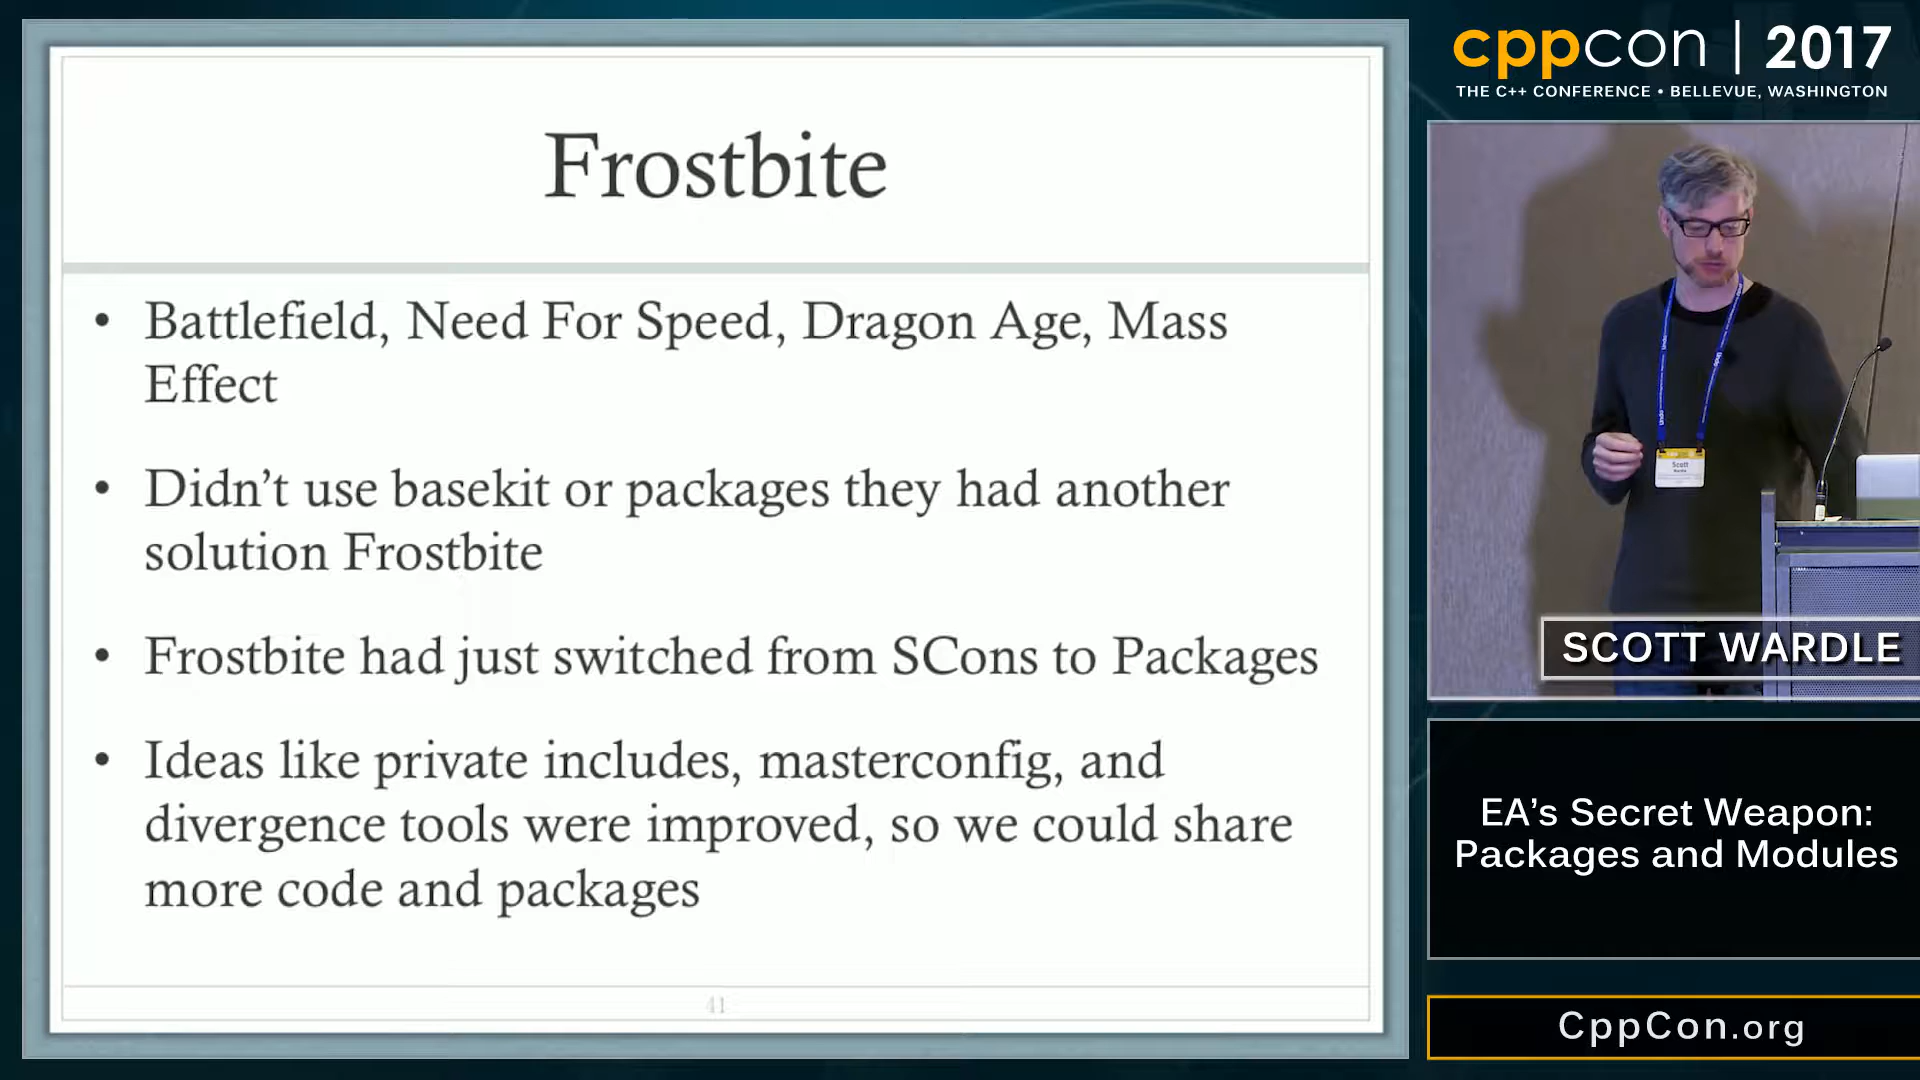 Frostbite
• Battlefield, Need For Speed, Dragon Age, Mass
Effect
• Didn't use basekit or packages they had another
solution Frostbite
• Frostbite had just switched from SCons to Packages
• Ideas like private includes, masterconfig, and
divergence tools were improved, so we could share
more code and packages
41
cppcon | 2017
THE C++ CONFERENCE • BELLEVUE, WASHINGTON
Scott
SCOTT WARDLE
EA's Secret Weapon:
Packages and Modules
CppCon.org